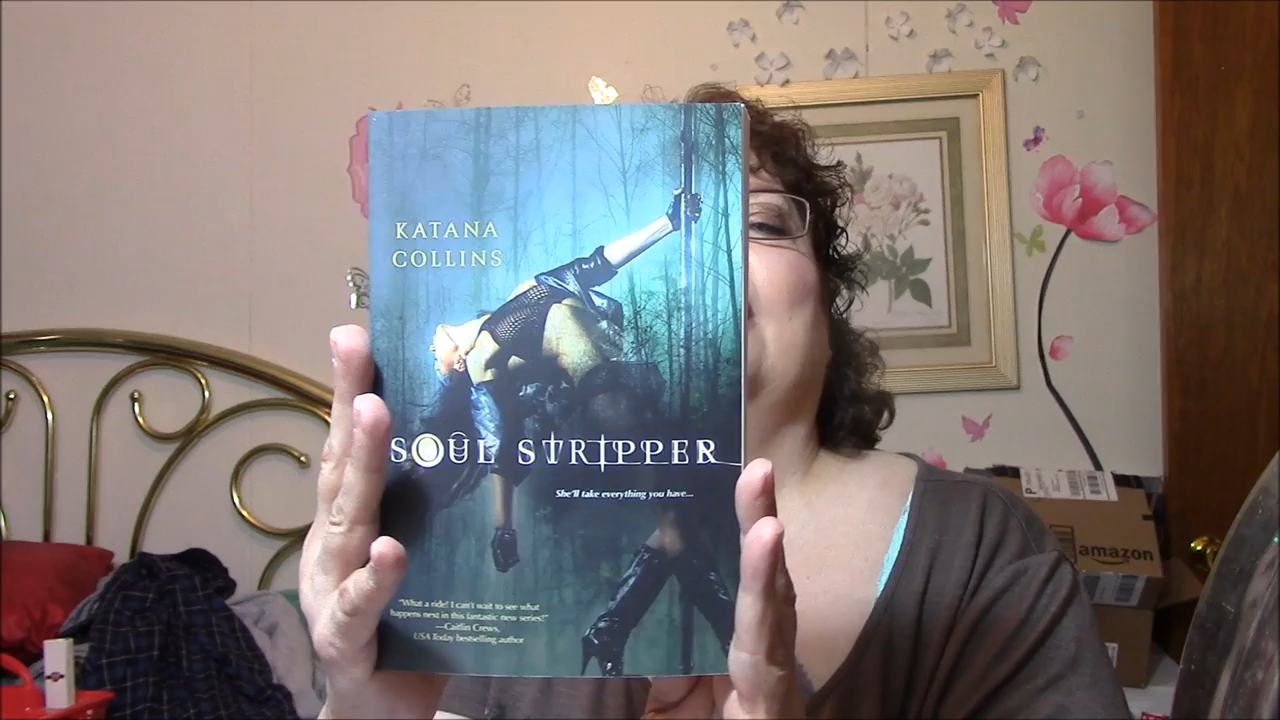 KATANA
COLLINS
SOUL STRIPPER
She'll take everything you have...
"What a ride! I can't wait to see what
happens next in this fantastic new series!"
—Caitlin Crews,
USA Today bestselling author
P
amazon